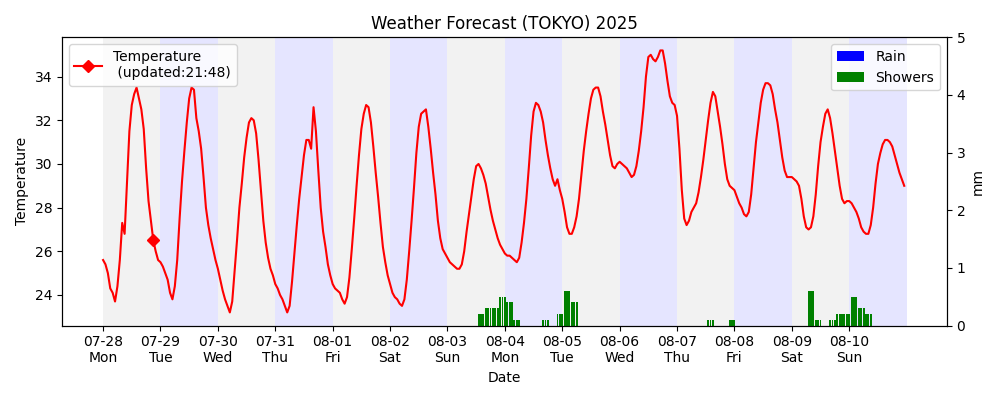 Weather Forecast (TOKYO) 2025
Temperature
(updated:21:48)
Rain
Showers
Temperature
34
32
30
28
26
24
5
4
3
2
1
0
mm
07-28 07-29 07-30 07-31 08-01 08-02 08-03 08-04 08-05 08-06 08-07 08-08 08-09 08-10
Mon Tue Wed Thu Fri Sat Sun Mon Tue Wed Thu Fri Sat Sun
Date